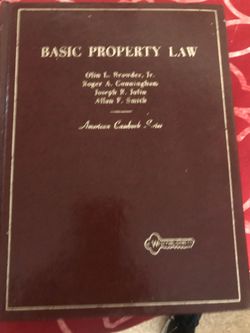 BASIC PROPERTY LAW
Olin L. Browder, Jr.
Roger A. Cunningham
Joseph R. Julin
Allan F. Smith
American Casebook Series